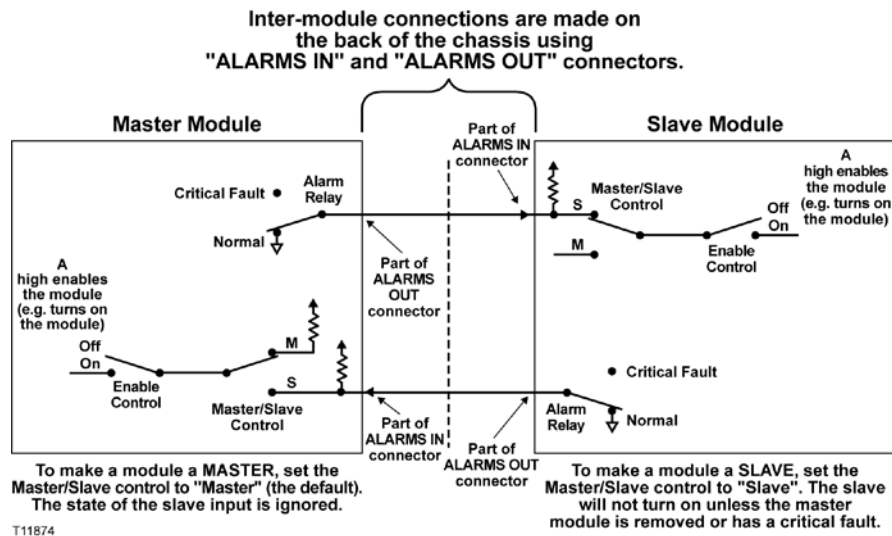 Inter-module connections are made on
the back of the chassis using
"ALARMS IN" and "ALARMS OUT" connectors.
Master Module
Slave Module
Critical Fault
Alarm
Relay
Normal
Part of
ALARMS IN
connector
Part of
ALARMS
OUT
connector
S
M
Master/Slave
Control
A
high enables
the module
(e.g. turns on
the module)
Off
On
Enable
Control
A
high enables
the module
(e.g. turns on
the module)
Off
On
Enable
Control
M
S
Master/Slave
Control
Part of
ALARMS IN
connector
Part of
ALARMS OUT
connector
Critical Fault
Alarm
Relay
Normal
To make a module a MASTER, set the
Master/Slave control to "Master" (the default).
The state of the slave input is ignored.
To make a module a SLAVE, set the
Master/Slave control to "Slave". The slave
will not turn on unless the master
module is removed or has a critical fault.
T11874